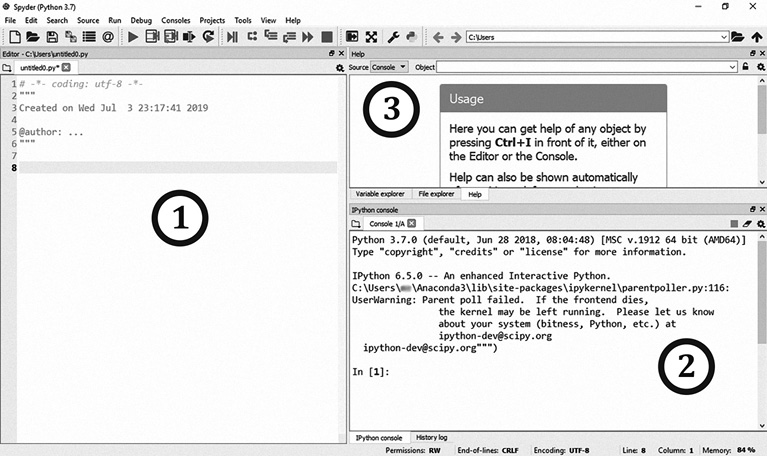 Spyder (Python 3.7)
File Edit Search Source Run Debug Consoles Projects Tools View Help
C:\Users
Editor - C:\Users\untitled0.py
untitled0.py*
1 # -*- coding: utf-8 -*-
2 """
3 Created on Wed Jul  3 23:17:41 2019
4
5 @author: ...
6 """
7
8
1
Help
Source Console Object
3
Usage
Here you can get help of any object by
pressing Ctrl+I in front of it, either on
the Editor or the Console.
Help can also be shown automatically
Variable explorer File explorer Help
IPython console
Console 1/A
Python 3.7.0 (default, Jun 28 2018, 08:04:48) [MSC v.1912 64 bit (AMD64)]
Type "copyright", "credits" or "license" for more information.
IPython 6.5.0 -- An enhanced Interactive Python.
C:\Users\ \Anaconda3\lib\site-packages\ipykernel\parentpoller.py:116:
UserWarning: Parent poll failed.  If the frontend dies,
the kernel may be left running.  Please let us know
about your system (bitness, Python, etc.) at
ipython-dev@scipy.org
ipython-dev@scipy.org""")
In [1]:
2
IPython console History log
Permissions: RW End-of-lines: CRLF Encoding: UTF-8 Line: 8 Column: 1 Memory: 84 %